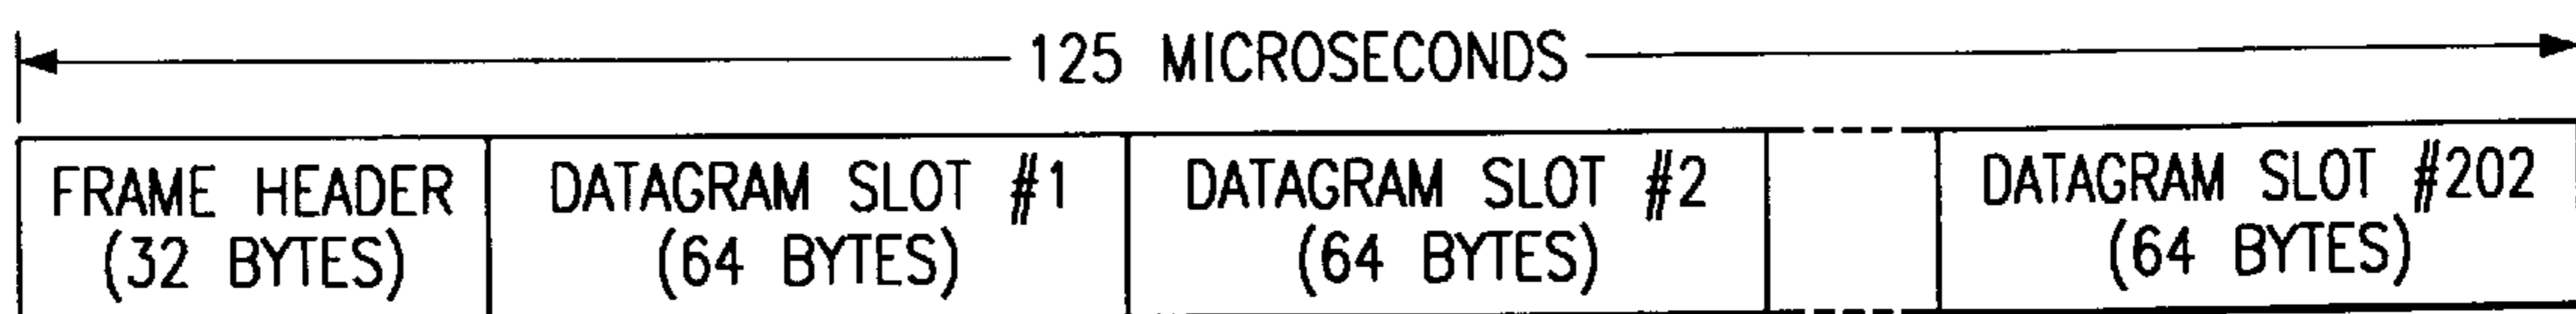 125 MICROSECONDS
FRAME HEADER
(32 BYTES)
DATAGRAM SLOT #1
(64 BYTES)
DATAGRAM SLOT #2
(64 BYTES)
DATAGRAM SLOT #202
(64 BYTES)